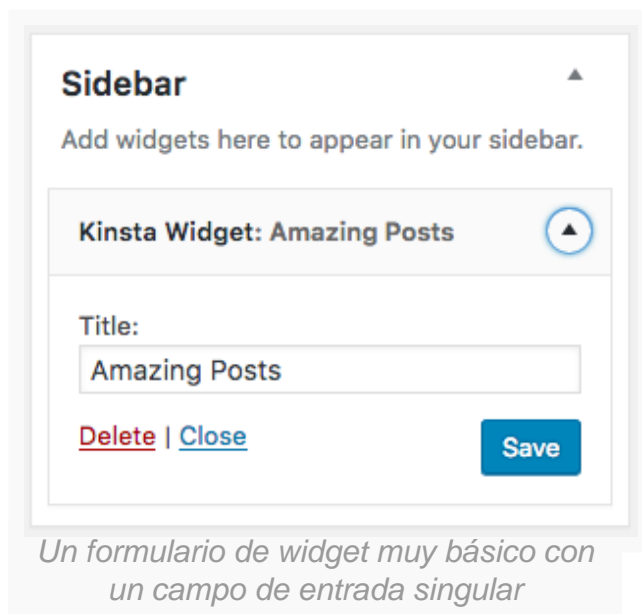 Sidebar
Add widgets here to appear in your sidebar.
Kinsta Widget: Amazing Posts
Title:
Amazing Posts
Delete | Close
Save
Un formulario de widget muy básico con
un campo de entrada singular